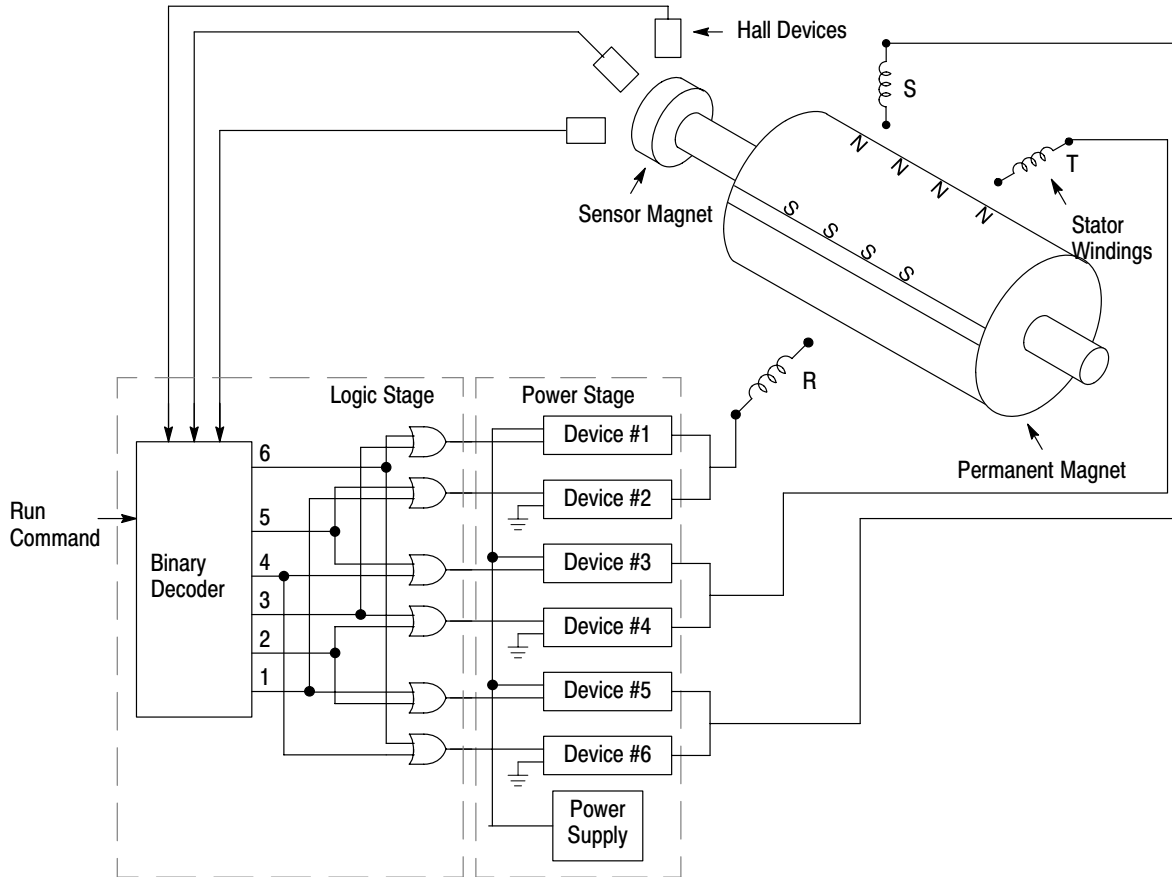 Hall Devices
S
T
N N N N
Sensor Magnet
S S S S
Stator
Windings
R
Logic Stage
Power Stage
Permanent Magnet
Run
Command
Binary
Decoder
6
5
4
3
2
1
Device #1
Device #2
Device #3
Device #4
Device #5
Device #6
Power
Supply